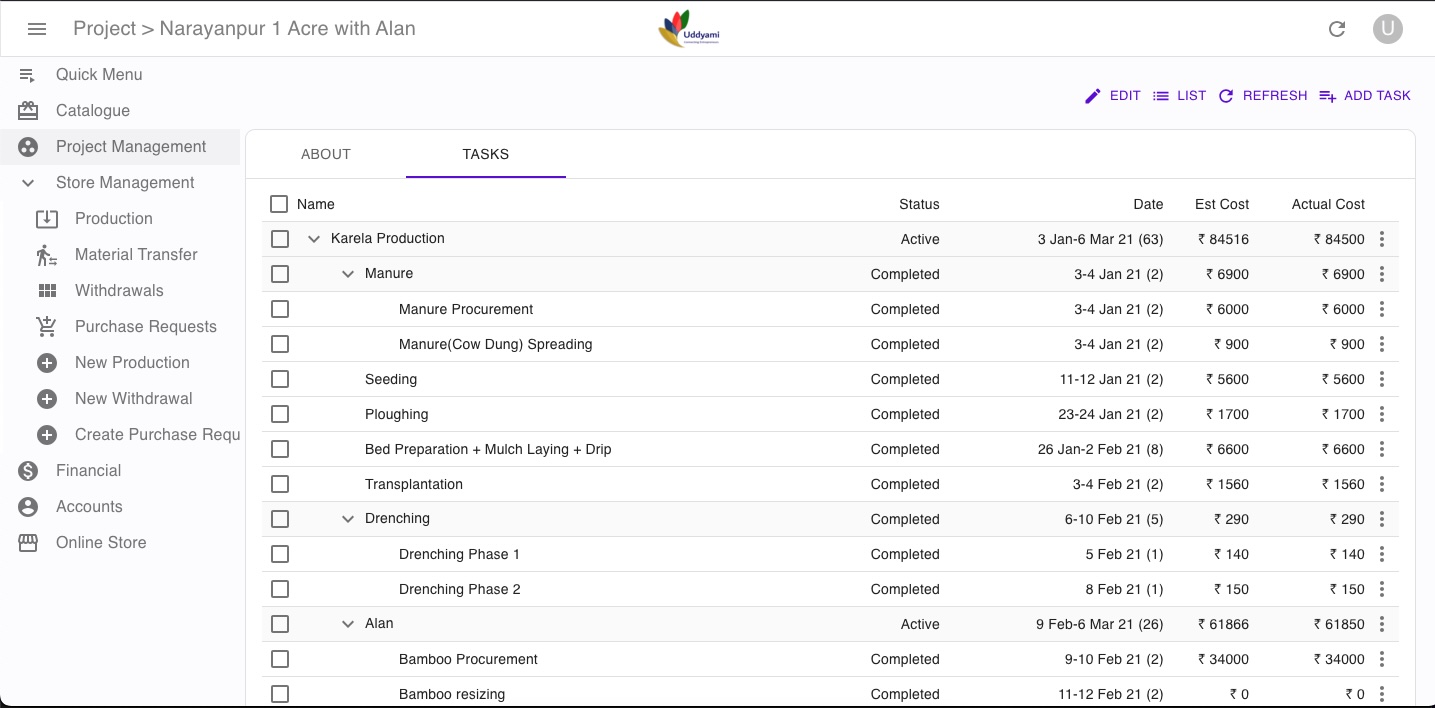 Project > Narayanpur 1 Acre with Alan
Uddyami
U
Quick Menu
Catalogue
Project Management
Store Management
Production
Material Transfer
Withdrawals
Purchase Requests
New Production
New Withdrawal
Create Purchase Requ
Financial
Accounts
Online Store
EDIT LIST REFRESH ADD TASK
ABOUT TASKS
Name Status Date Est Cost Actual Cost
Karela Production Active 3 Jan-6 Mar 21 (63) ₹ 84516 ₹ 84500
Manure Completed 3-4 Jan 21 (2) ₹ 6900 ₹ 6900
Manure Procurement Completed 3-4 Jan 21 (2) ₹ 6000 ₹ 6000
Manure(Cow Dung) Spreading Completed 3-4 Jan 21 (2) ₹ 900 ₹ 900
Seeding Completed 11-12 Jan 21 (2) ₹ 5600 ₹ 5600
Ploughing Completed 23-24 Jan 21 (2) ₹ 1700 ₹ 1700
Bed Preparation + Mulch Laying + Drip Completed 26 Jan-2 Feb 21 (8) ₹ 6600 ₹ 6600
Transplantation Completed 3-4 Feb 21 (2) ₹ 1560 ₹ 1560
Drenching Completed 6-10 Feb 21 (5) ₹ 290 ₹ 290
Drenching Phase 1 Completed 5 Feb 21 (1) ₹ 140 ₹ 140
Drenching Phase 2 Completed 8 Feb 21 (1) ₹ 150 ₹ 150
Alan Active 9 Feb-6 Mar 21 (26) ₹ 61866 ₹ 61850
Bamboo Procurement Completed 9-10 Feb 21 (2) ₹ 34000 ₹ 34000
Bamboo resizing Completed 11-12 Feb 21 (2) ₹ 0 ₹ 0